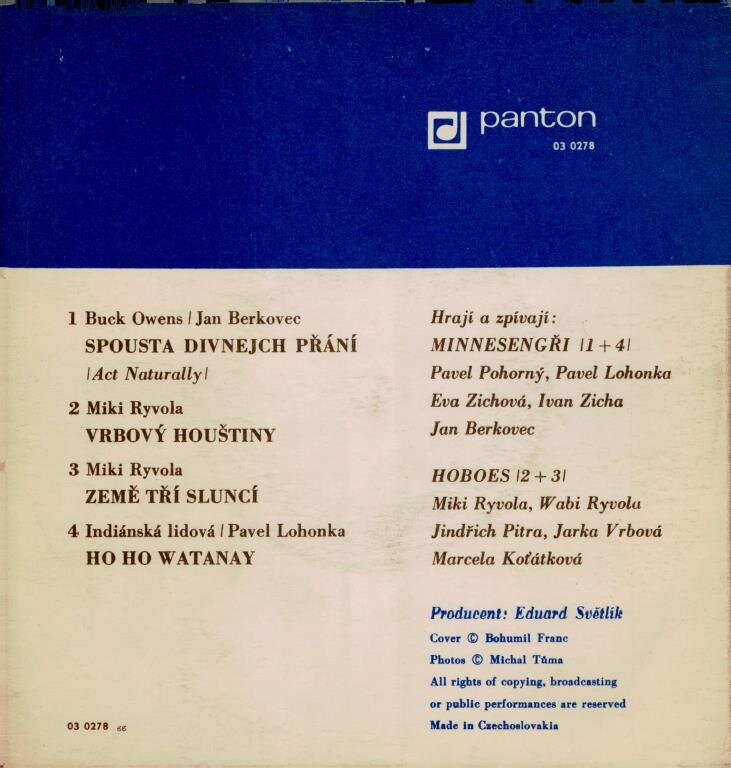 panton
03 0278
1 Buck Owens / Jan Berkovec
SPOUSTA DIVNEJCH PŘÁNÍ
/Act Naturally/
2 Miki Ryvola
VRBOVÝ HOUŠTINY
3 Miki Ryvola
ZEMĚ TŘÍ SLUNCÍ
4 Indiánská lidová / Pavel Lohonka
HO HO WATANAY
03 0278 66
Hrají a zpívají:
MINNESENGŘI /1 + 4/
Pavel Pohorný, Pavel Lohonka
Eva Zichová, Ivan Zicha
Jan Berkovec
HOBOES /2 + 3/
Miki Ryvola, Wabi Ryvola
Jindřich Pitra, Jarka Vrbová
Marcela Koťátková
Producent: Eduard Světlík
Cover © Bohumil Franc
Photos © Michal Tůma
All rights of copying, broadcasting
or public performances are reserved
Made in Czechoslovakia